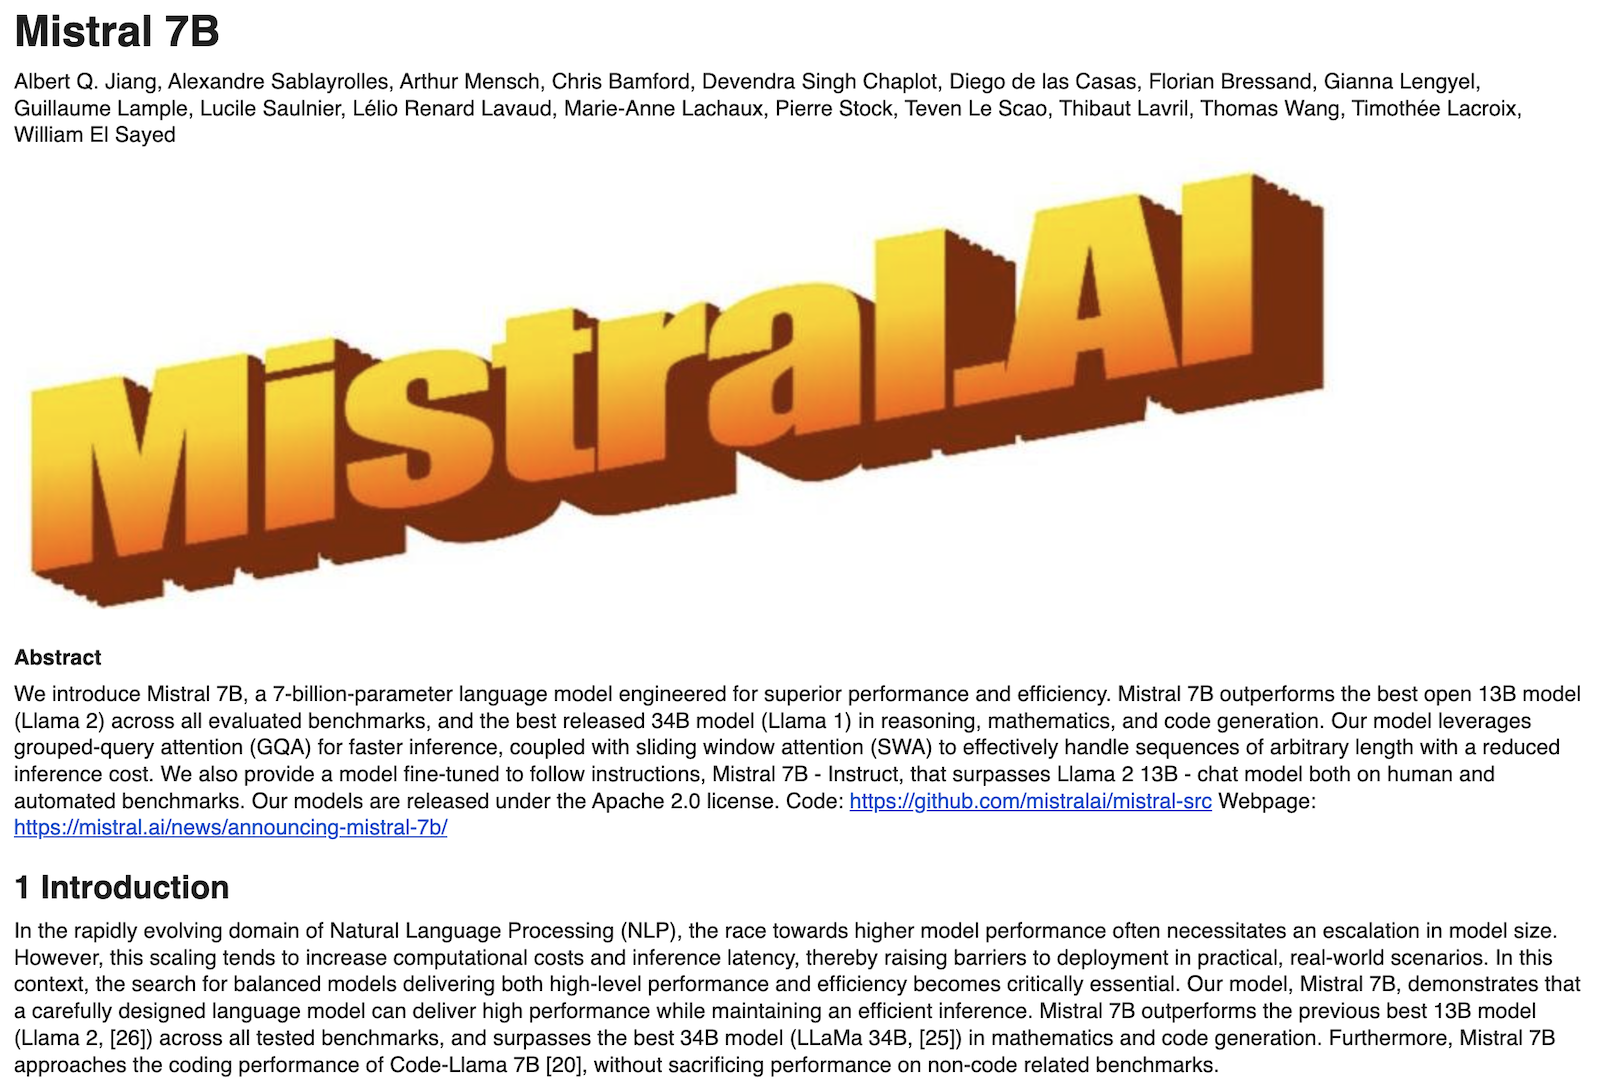 Mistral 7B
Albert Q. Jiang, Alexandre Sablayrolles, Arthur Mensch, Chris Bamford, Devendra Singh Chaplot, Diego de las Casas, Florian Bressand, Gianna Lengyel,
Guillaume Lample, Lucile Saulnier, Lélio Renard Lavaud, Marie-Anne Lachaux, Pierre Stock, Teven Le Scao, Thibaut Lavril, Thomas Wang, Timothée Lacroix,
William El Sayed
Mistral.AI
Abstract
We introduce Mistral 7B, a 7-billion-parameter language model engineered for superior performance and efficiency. Mistral 7B outperforms the best open 13B model
(Llama 2) across all evaluated benchmarks, and the best released 34B model (Llama 1) in reasoning, mathematics, and code generation. Our model leverages
grouped-query attention (GQA) for faster inference, coupled with sliding window attention (SWA) to effectively handle sequences of arbitrary length with a reduced
inference cost. We also provide a model fine-tuned to follow instructions, Mistral 7B - Instruct, that surpasses Llama 2 13B - chat model both on human and
automated benchmarks. Our models are released under the Apache 2.0 license. Code: https://github.com/mistralai/mistral-src Webpage:
https://mistral.ai/news/announcing-mistral-7b/
1 Introduction
In the rapidly evolving domain of Natural Language Processing (NLP), the race towards higher model performance often necessitates an escalation in model size.
However, this scaling tends to increase computational costs and inference latency, thereby raising barriers to deployment in practical, real-world scenarios. In this
context, the search for balanced models delivering both high-level performance and efficiency becomes critically essential. Our model, Mistral 7B, demonstrates that
a carefully designed language model can deliver high performance while maintaining an efficient inference. Mistral 7B outperforms the previous best 13B model
(Llama 2, [26]) across all tested benchmarks, and surpasses the best 34B model (LLaMa 34B, [25]) in mathematics and code generation. Furthermore, Mistral 7B
approaches the coding performance of Code-Llama 7B [20], without sacrificing performance on non-code related benchmarks.